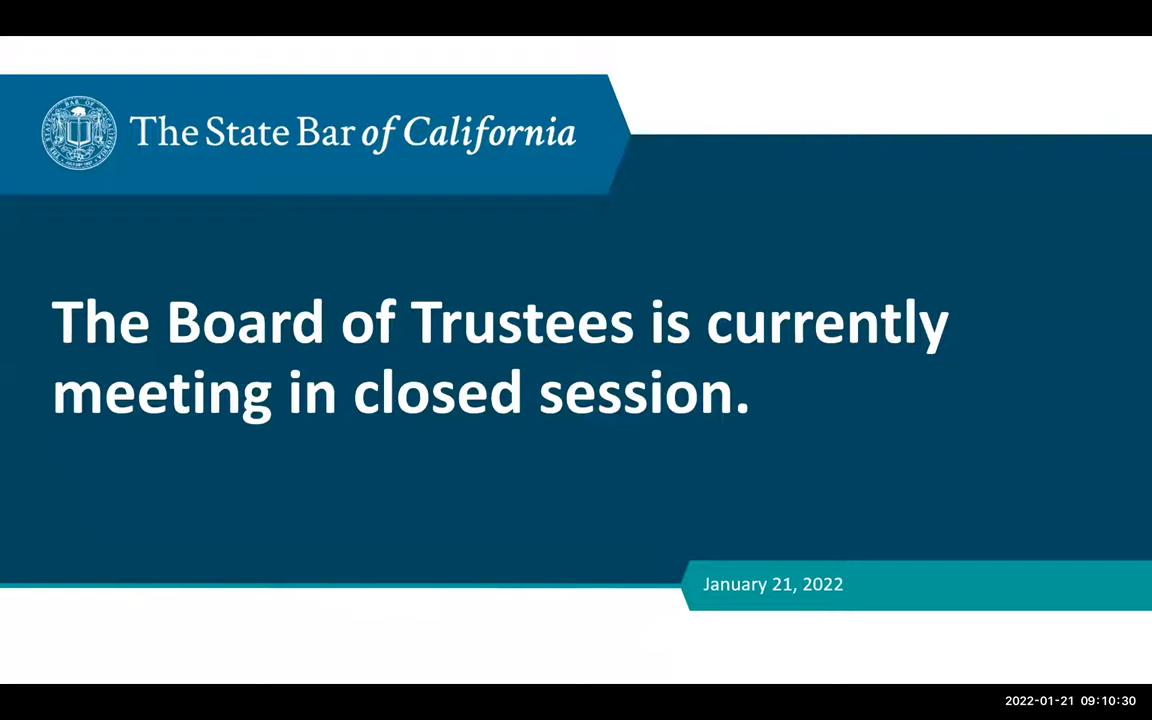 The State Bar of California
The Board of Trustees is currently
meeting in closed session.
January 21, 2022
2022-01-21 09:10:30